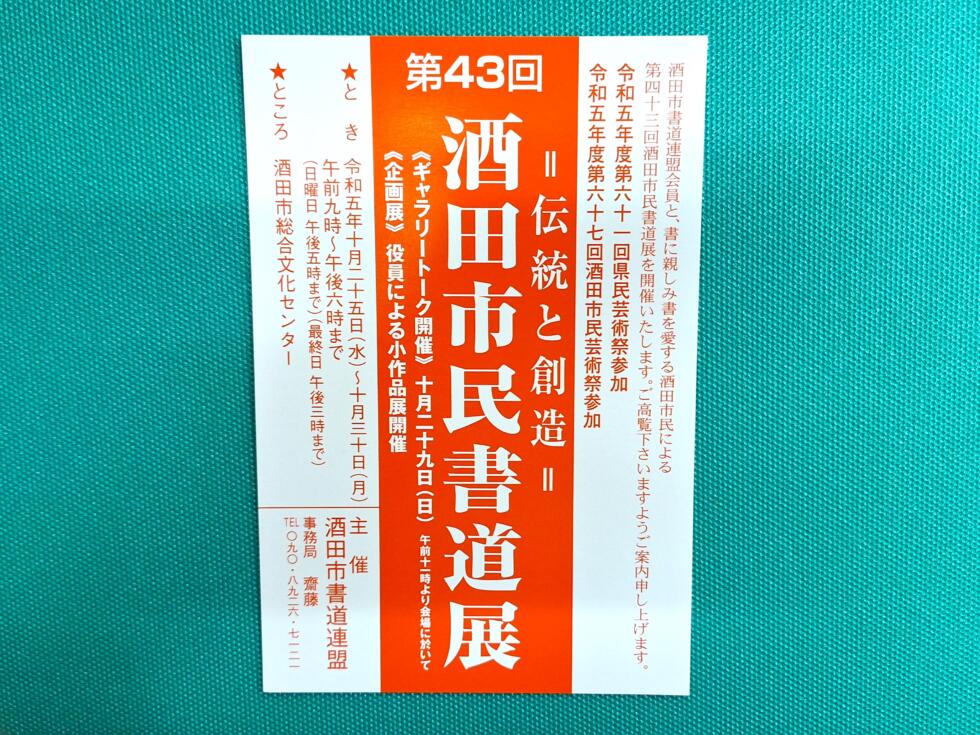 酒田市書道連盟会員と、書に親しみ書を愛する酒田市民による
第四十三回酒田市民書道展を開催いたします。ご高覧下さいますようご案内申し上げます。
令和五年度第六十一回県民芸術祭参加
令和五年度第六十七回酒田市民芸術祭参加
第43回
=伝統と創造=
酒田市民書道展
《ギャラリートーク開催》 十月二十九日(日) 午前十一時より会場に於いて
《企画展》 役員による小作品展開催
★とき 令和五年十月二十五日(水)～十月三十日(月)
午前九時～午後六時まで
(日曜日 午後五時まで)(最終日 午後三時まで)
★ところ 酒田市総合文化センター
主催
酒田市書道連盟
事務局 齋藤
TEL 〇九〇・八九二六・七一二一